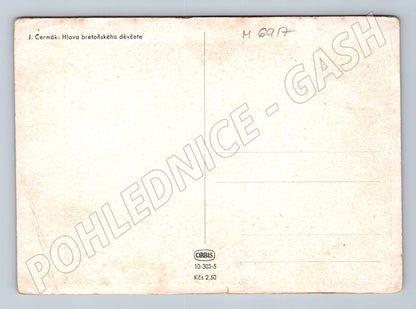 J. Čermák: Hlava bretoňského děvčete
M 6917
POHLEDNICE - GASH
ORBIS
10-303-5
Kčs 2,50